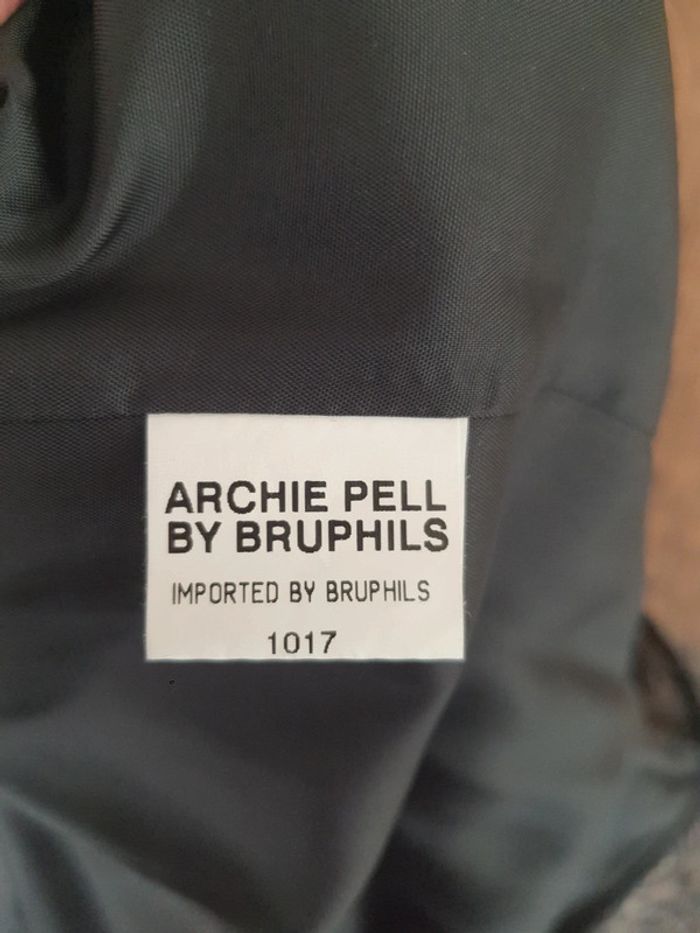 ARCHIE PELL
BY BRUPHILS
IMPORTED BY BRUPHILS
1017